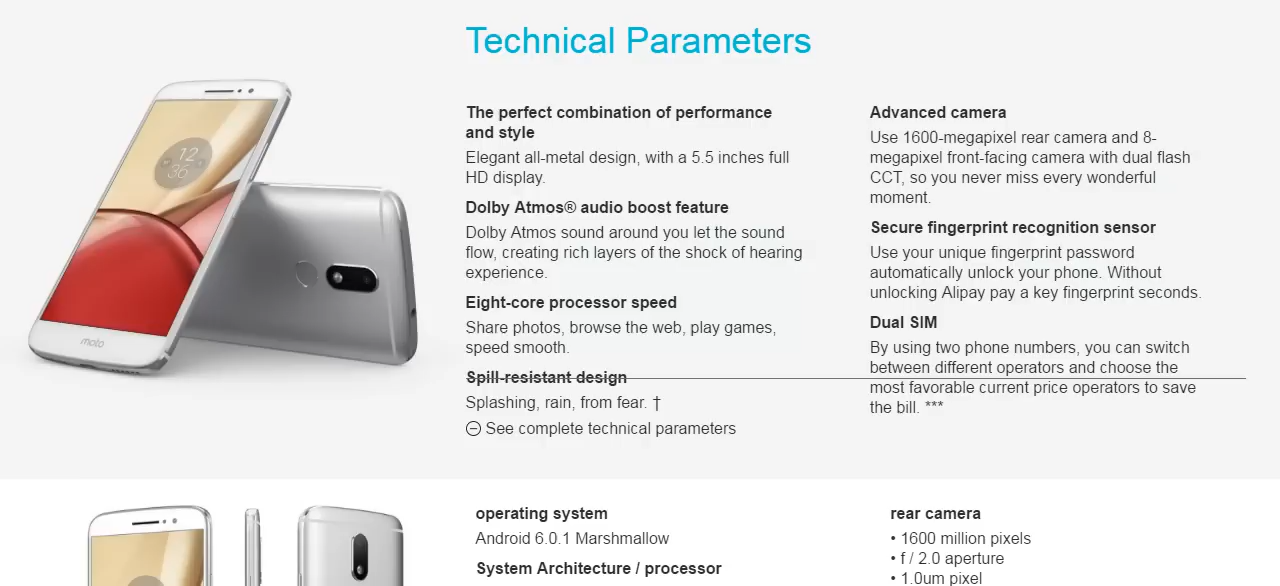 Technical Parameters
The perfect combination of performance
and style
Elegant all-metal design, with a 5.5 inches full
HD display.
Dolby Atmos® audio boost feature
Dolby Atmos sound around you let the sound
flow, creating rich layers of the shock of hearing
experience.
Eight-core processor speed
Share photos, browse the web, play games,
speed smooth.
Spill-resistant design
Splashing, rain, from fear. †
See complete technical parameters
Advanced camera
Use 1600-megapixel rear camera and 8-
megapixel front-facing camera with dual flash
CCT, so you never miss every wonderful
moment.
Secure fingerprint recognition sensor
Use your unique fingerprint password
automatically unlock your phone. Without
unlocking Alipay pay a key fingerprint seconds.
Dual SIM
By using two phone numbers, you can switch
between different operators and choose the
most favorable current price operators to save
the bill. ***
12
36
moto
operating system
Android 6.0.1 Marshmallow
System Architecture / processor
rear camera
• 1600 million pixels
• f / 2.0 aperture
• 1.0um pixel